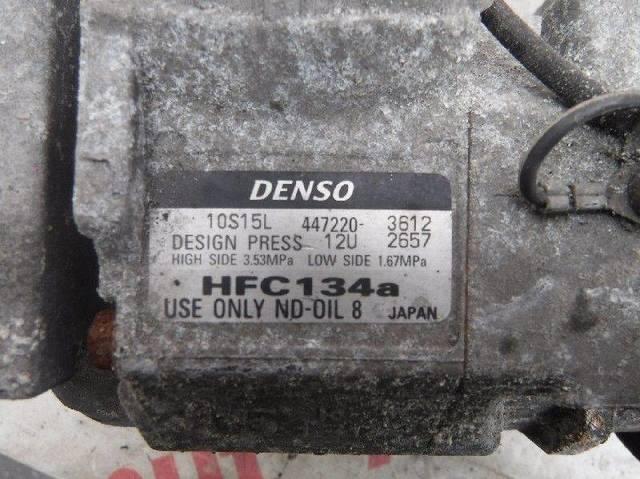 DENSO
10S15L 447220-3612
DESIGN PRESS 12U 2657
HIGH SIDE 3.53MPa LOW SIDE 1.67MPa
HFC134a
USE ONLY ND-OIL 8 JAPAN